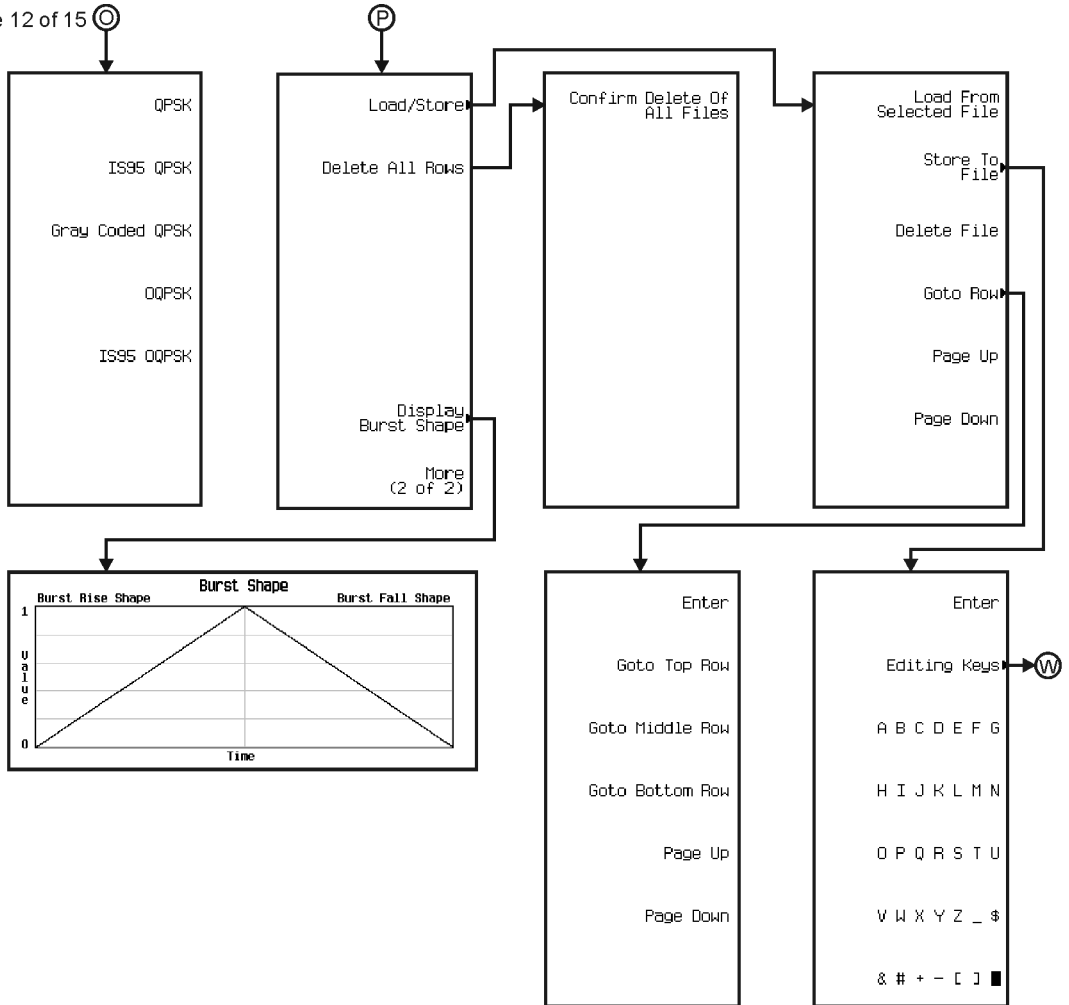 e 12 of 15 O
P
QPSK
IS95 QPSK
Gray Coded QPSK
OQPSK
IS95 OQPSK
Load/Store
Delete All Rows
Display
Burst Shape
More
(2 of 2)
Confirm Delete Of
All Files
Load From
Selected File
Store To
File
Delete File
Goto Row
Page Up
Page Down
Burst Shape
Burst Rise Shape
Burst Fall Shape
1
Value
0
Time
Enter
Goto Top Row
Goto Middle Row
Goto Bottom Row
Page Up
Page Down
Enter
Editing Keys
W
A B C D E F G
H I J K L M N
O P Q R S T U
V W X Y Z _ $
& # + - [ ] █